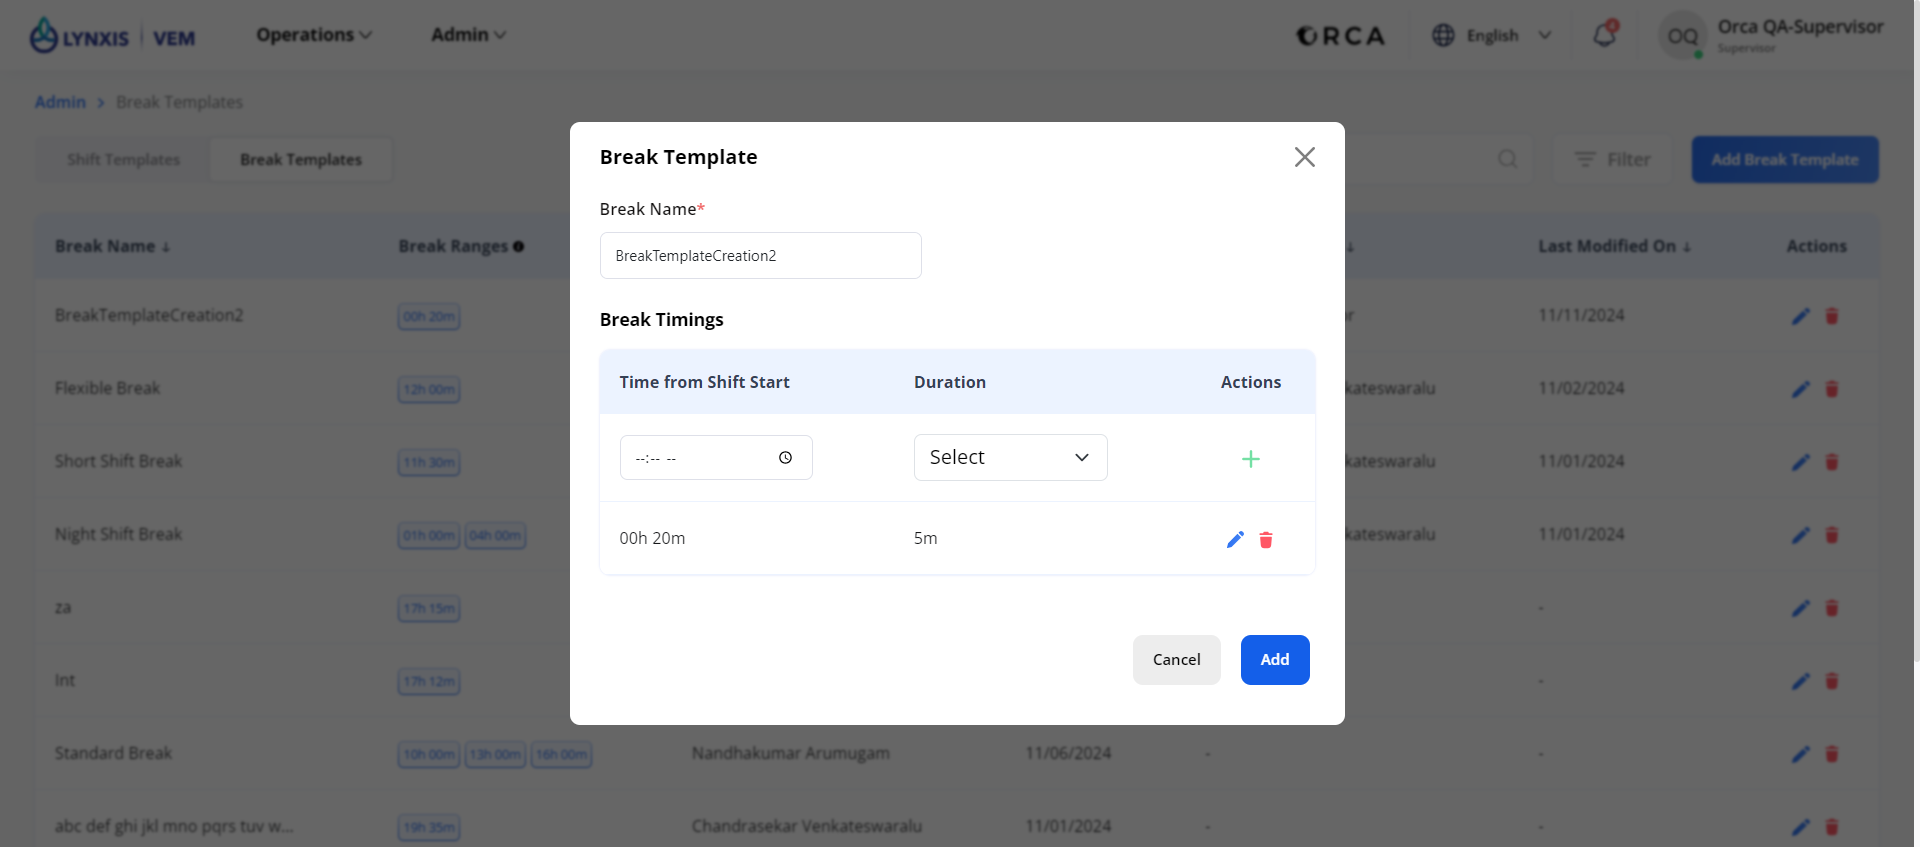 LYNXIS VEM Operations Admin ORCA English 4 OQ Orca QA-Supervisor
Supervisor
Admin > Break Templates
Shift Templates Break Templates Filter Add Break Template
Break Name ↓ Break Ranges ↓ Last Modified On ↓ Actions
BreakTemplateCreation2 00h 20m r 11/11/2024
Flexible Break 12h 00m kateswaralu 11/02/2024
Short Shift Break 11h 30m kateswaralu 11/01/2024
Night Shift Break 01h 00m 04h 00m kateswaralu 11/01/2024
za 17h 15m -
Int 17h 12m -
Standard Break 10h 00m 13h 00m 16h 00m Nandhakumar Arumugam 11/06/2024 - -
abc def ghi jkl mno pqrs tuv w... 19h 35m Chandrasekar Venkateswaralu 11/01/2024 - -
Break Template
Break Name*
BreakTemplateCreation2
Break Timings
Time from Shift Start Duration Actions
--:-- -- Select +
00h 20m 5m
Cancel Add